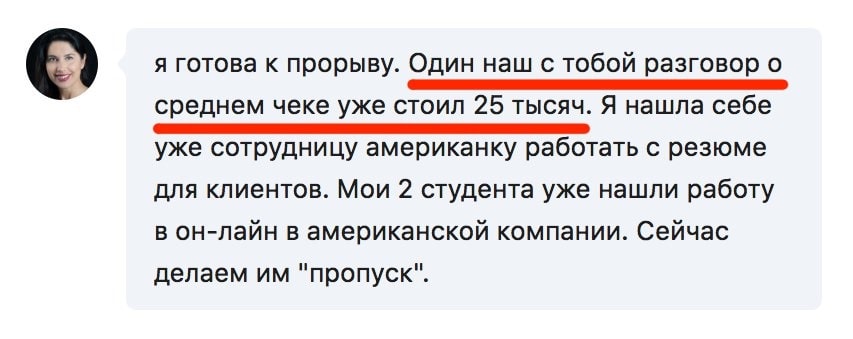 я готова к прорыву. Один наш с тобой разговор о
среднем чеке уже стоил 25 тысяч. Я нашла себе
уже сотрудницу американку работать с резюме
для клиентов. Мои 2 студента уже нашли работу
в он-лайн в американской компании. Сейчас
делаем им "пропуск".